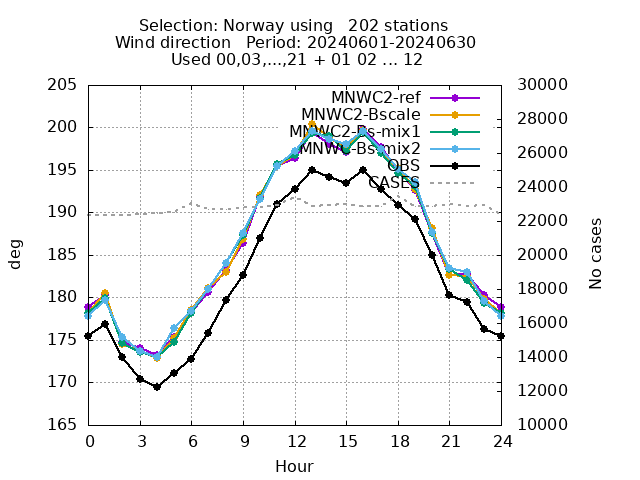 Selection: Norway using   202 stations
Wind direction   Period: 20240601-20240630
Used 00,03,...,21 + 01 02 ... 12
205
200
195
190
185
180
175
170
165
30000
28000
26000
24000
22000
20000
18000
16000
14000
12000
10000
MNWC2-ref
MNWC2-Bscale
MNWC2-Bs-mix1
MNWC2-Bs-mix2
OBS
CASES
deg
No cases
0 3 6 9 12 15 18 21 24
Hour